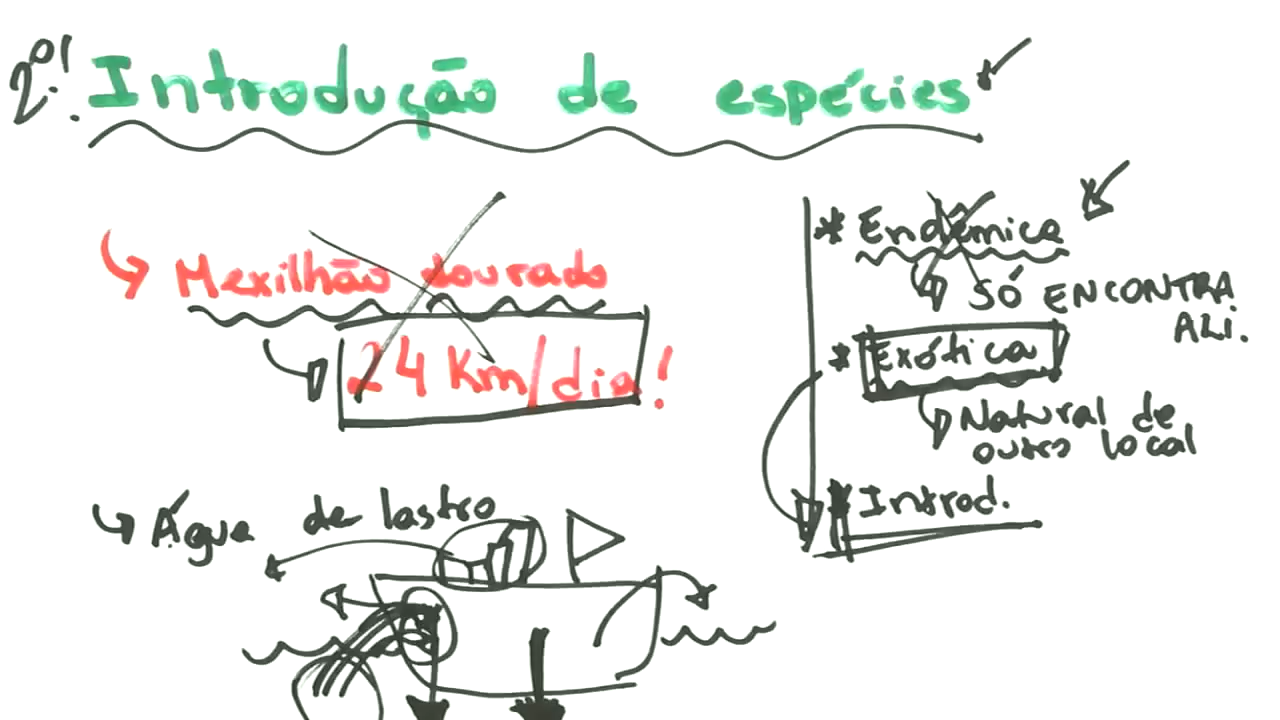 2º! Introdução de espécies
Mexilhão dourado
24 Km/dia!
Água de lastro
* Endêmica
SÓ ENCONTRA
ALI.
* Exótica
Natural de
outro local
* Introd.